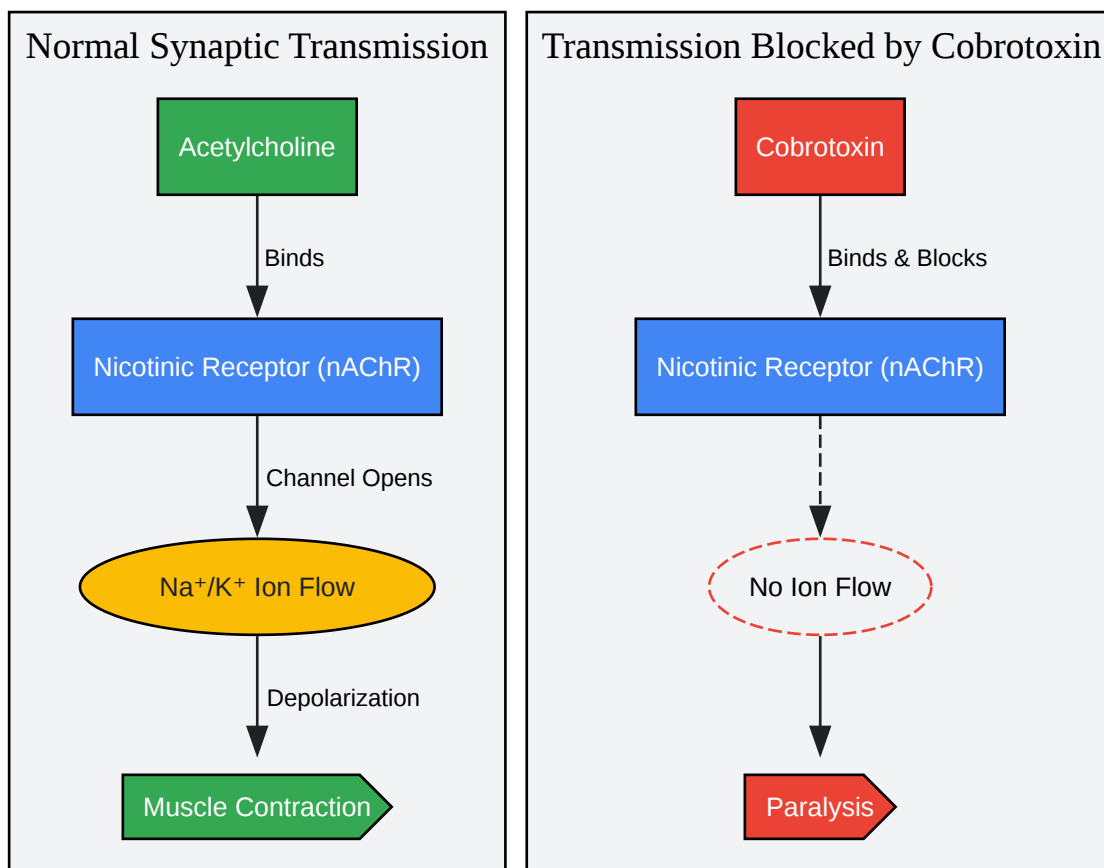 Normal Synaptic Transmission
Acetylcholine
Binds
Nicotinic Receptor (nAChR)
Channel Opens
Na⁺/K⁺ Ion Flow
Depolarization
Muscle Contraction
Transmission Blocked by Cobrotoxin
Cobrotoxin
Binds & Blocks
Nicotinic Receptor (nAChR)
No Ion Flow
Paralysis